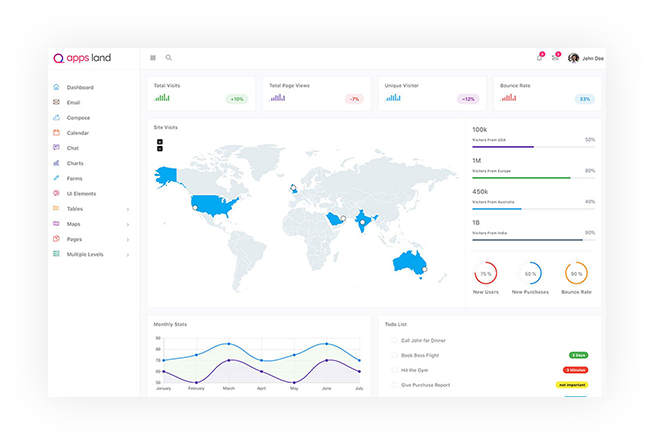 apps land
John Doe
Dashboard
Email
Compose
Calendar
Chat
Charts
Forms
UI Elements
Tables
Maps
Pages
Multiple Levels
Total Visits
+10%
Total Page Views
-7%
Unique Visitor
~12%
Bounce Rate
33%
Site Visits
100k
Visitors From USA
50%
1M
Visitors From Europe
80%
450k
Visitors From Australia
40%
1B
Visitors From India
90%
75 %
New Users
50 %
New Purchases
90 %
Bounce Rate
Monthly Stats
90
80
70
60
50
January
February
March
April
May
June
July
Todo List
Call John for Dinner
Book Boss Flight
2 Days
Hit the Gym
3 Minutes
Give Purchase Report
not important